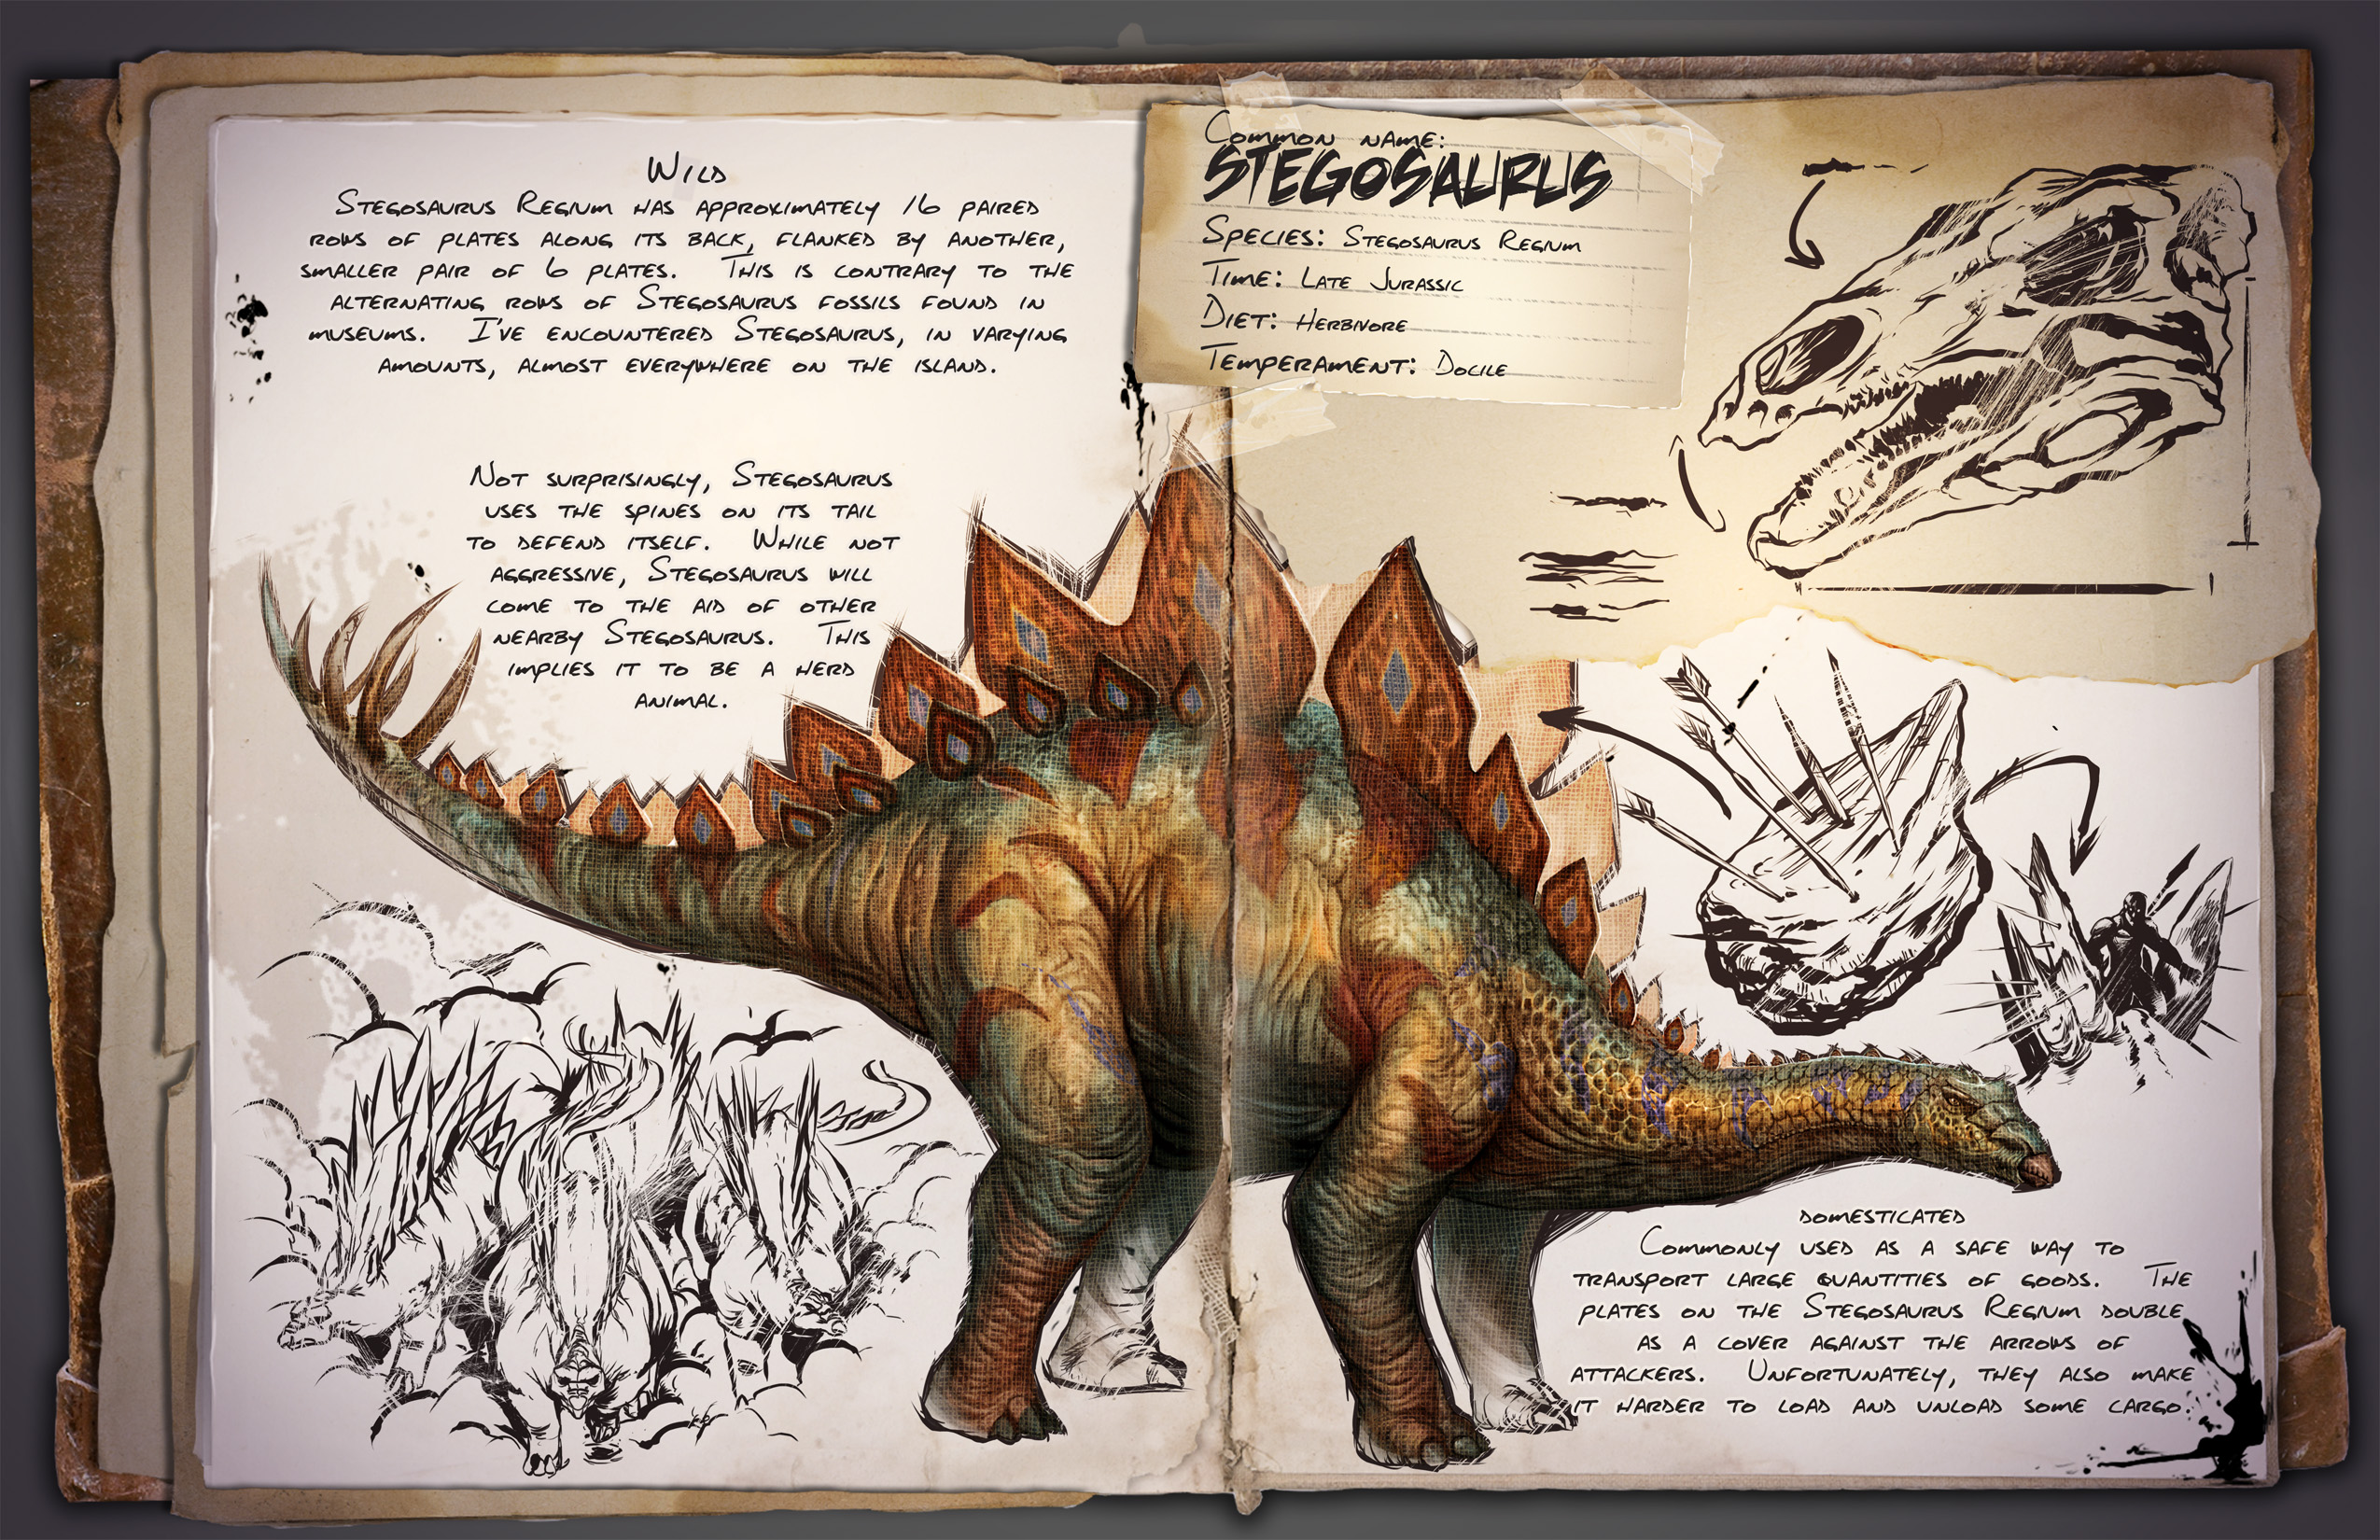 Wild
Stegosaurus Regium has approximately 16 paired
rows of plates along its back, flanked by another,
smaller pair of 6 plates. This is contrary to the
alternating rows of Stegosaurus fossils found in
museums. I've encountered Stegosaurus, in varying
amounts, almost everywhere on the island.
Not surprisingly, Stegosaurus
uses the spines on its tail
to defend itself. While not
aggressive, Stegosaurus will
come to the aid of other
nearby Stegosaurus. This
implies it to be a herd
animal.
Common name:
STEGOSAURUS
Species: Stegosaurus Regium
Time: Late Jurassic
Diet: Herbivore
Temperament: Docile
Domesticated
Commonly used as a safe way to
transport large quantities of goods. The
plates on the Stegosaurus Regium double
as a cover against the arrows of
attackers. Unfortunately, they also make
it harder to load and unload some cargo.